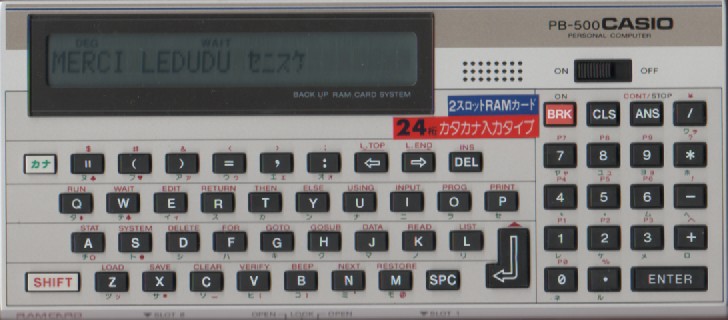 DEG WAIT
MERCI LEDUDU セニスケ
BACK UP RAM CARD SYSTEM
PB-500 CASIO
PERSONAL COMPUTER
ON OFF
2スロットRAMカード
24桁 カタカナ入力タイプ
ON CONT/STOP
BRK CLS ANS /
L.TOP L.END INS
カナ " ( ) = , ; ⇦ ⇨ DEL
7 8 9 *
RUN WAIT EDIT RETURN THEN ELSE USING INPUT PROG PRINT
Q W E R T Y U I O P
4 5 6 -
STAT SYSTEM DELETE FOR GOTO GOSUB DATA READ LIST
A S D F G H J K L
1 2 3 +
LOAD SAVE CLEAR VERIFY BEEP NEXT RESTORE
SHIFT Z X C V B N M SPC
0 . ENTER
RAM CARD SLOT 0 OPEN LOCK OPEN SLOT 1